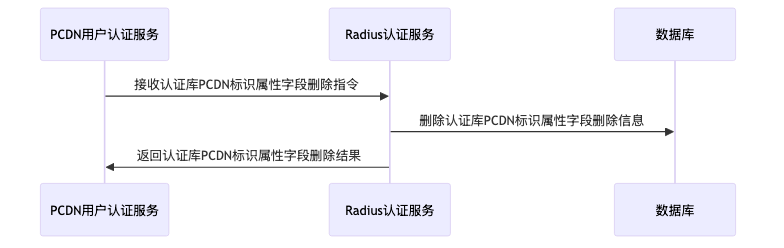 PCDN用户认证服务
Radius认证服务
数据库
接收认证库PCDN标识属性字段删除指令
删除认证库PCDN标识属性字段删除信息
返回认证库PCDN标识属性字段删除结果
PCDN用户认证服务
Radius认证服务
数据库